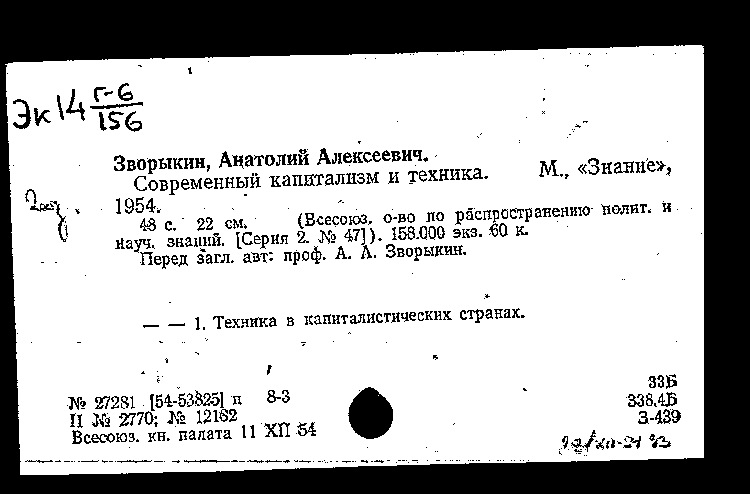 Эк14 Г-6
156
Зворыкин, Анатолий Алексеевич.
Современный капитализм и техника. М., «Знание»,
1954.
48 с. 22 см. (Всесоюз. о-во по распространению полит. и
науч. знаний. [Серия 2. № 47]). 158.000 экз. 60 к.
Перед загл. авт: проф. А. А. Зворыкин.
— — 1. Техника в капиталистических странах.
№ 27281 [54-53825] п 8-3
II № 2770; № 12182
Всесоюз. кн. палата 11 XII 54
33Б
338.4Б
З-439